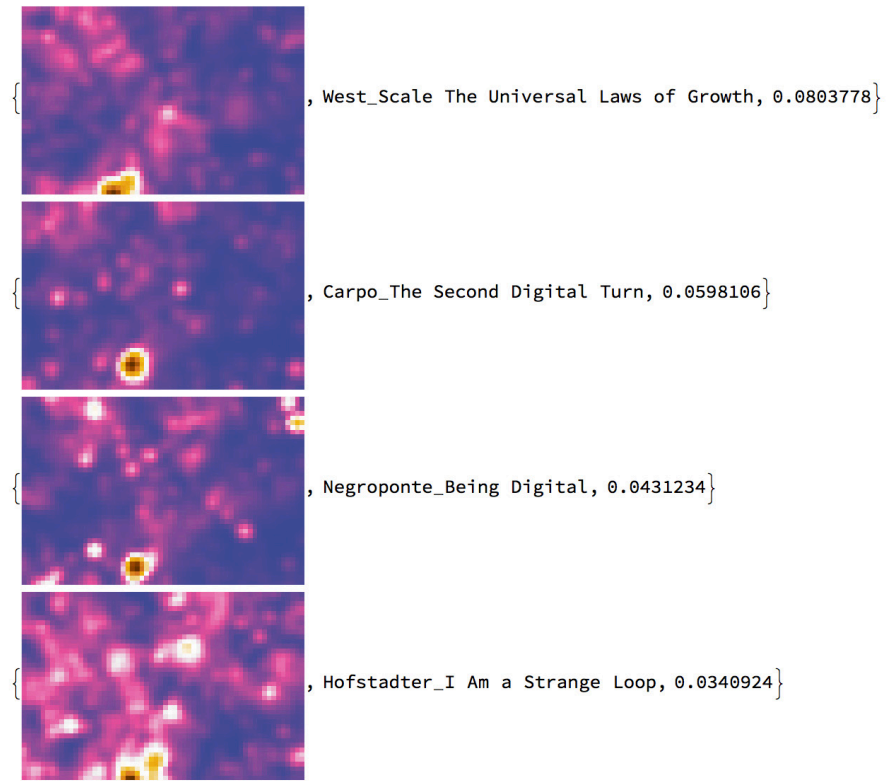 { , West_Scale The Universal Laws of Growth, 0.0803778}
{ , Carpo_The Second Digital Turn, 0.0598106}
{ , Negroponte_Being Digital, 0.0431234}
{ , Hofstadter_I Am a Strange Loop, 0.0340924}